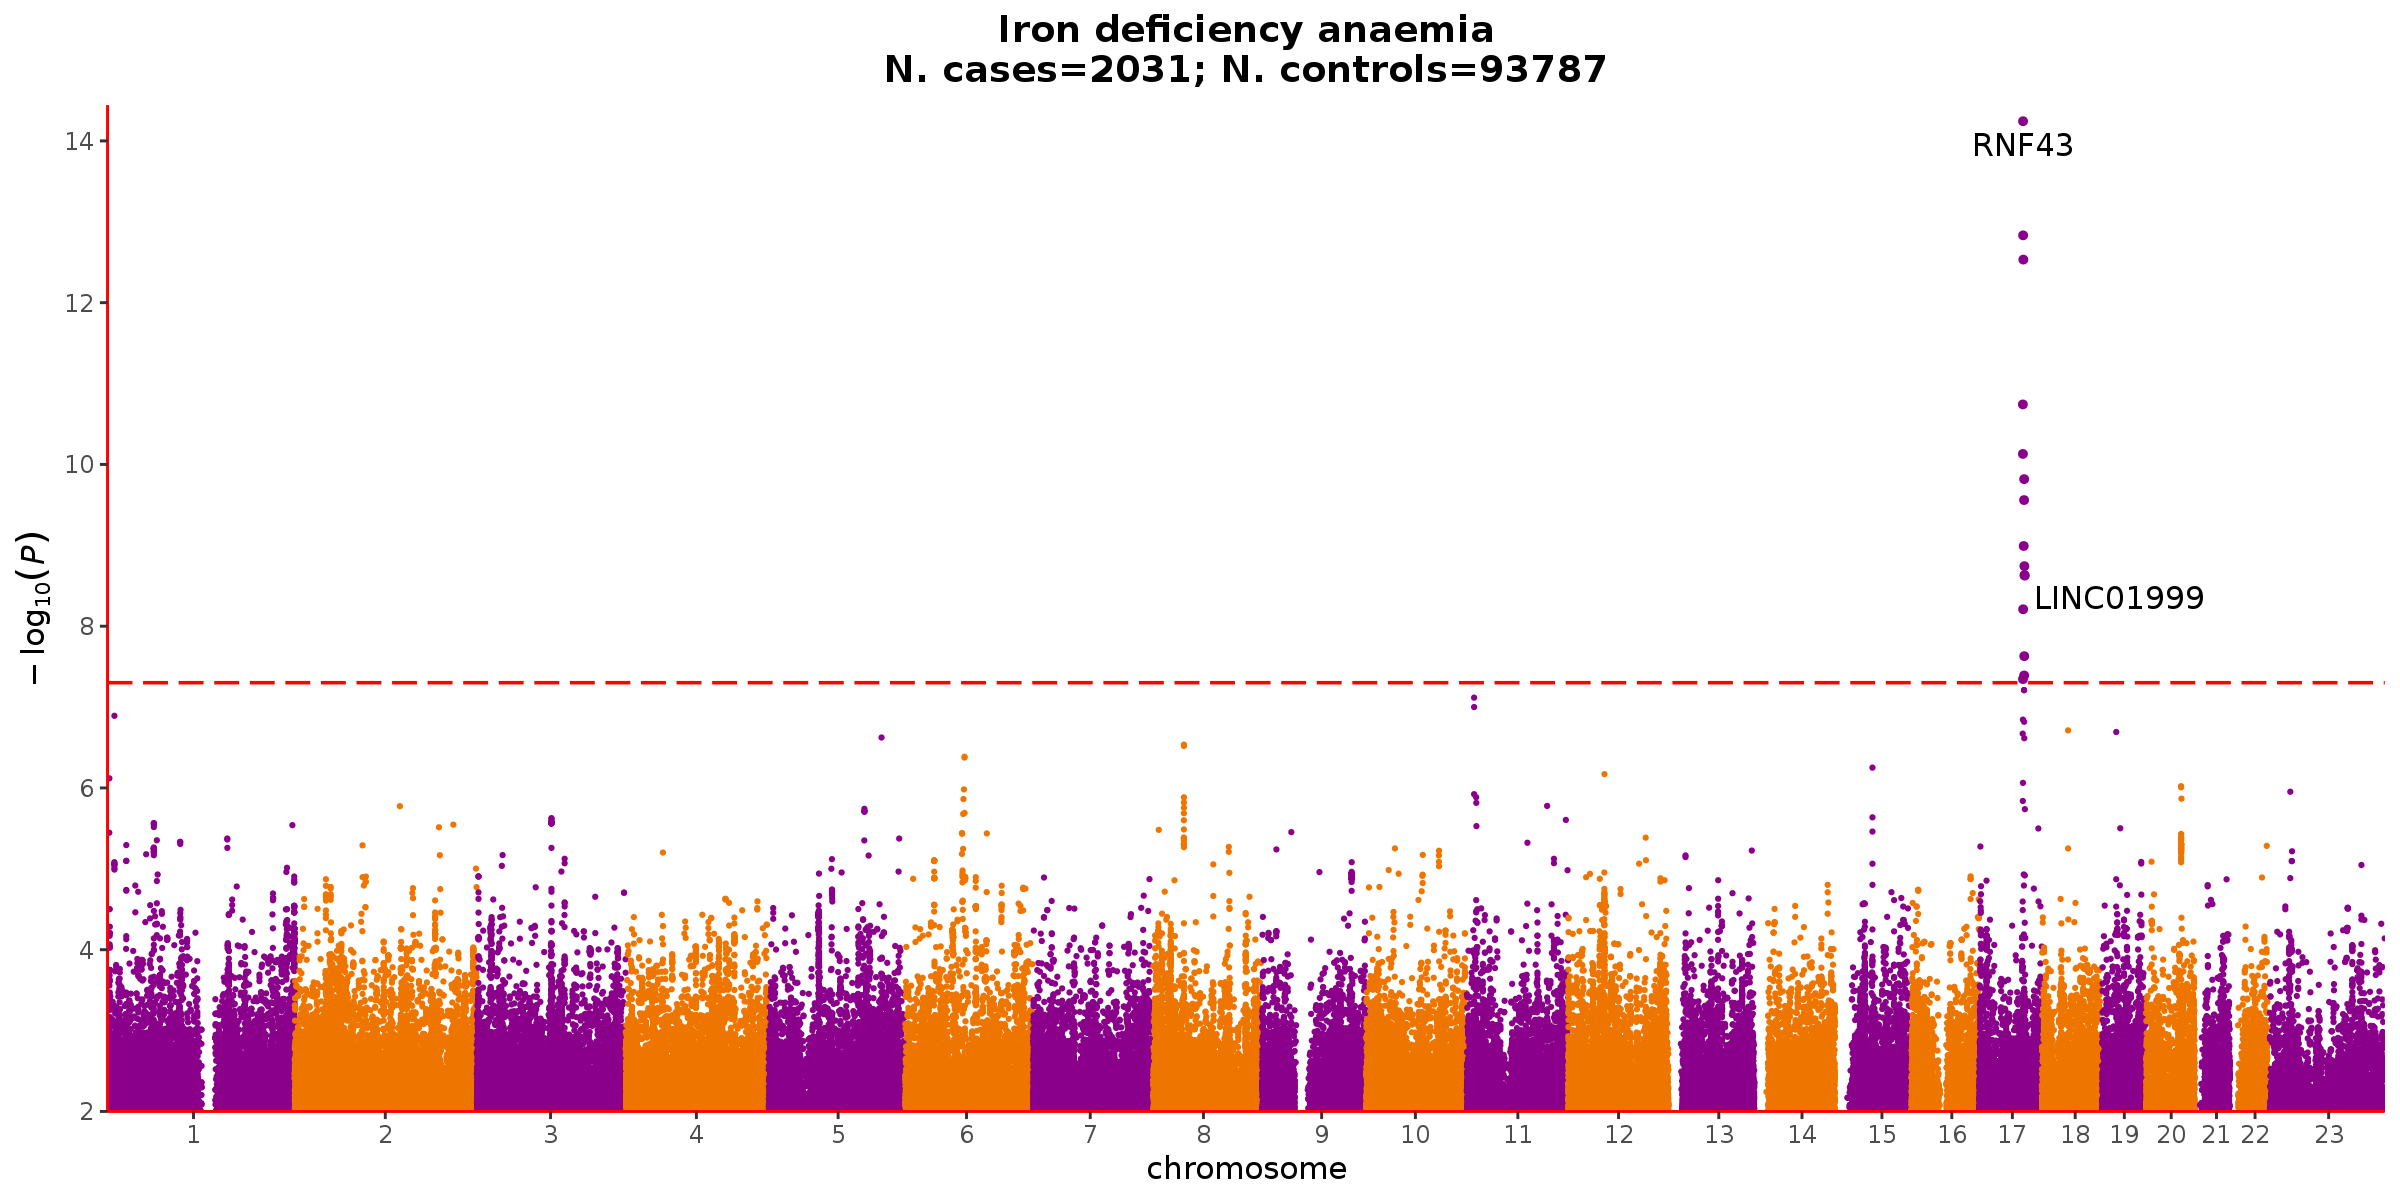 Iron deficiency anaemia
N. cases=2031; N. controls=93787
14
12
10
8
6
4
2
−log10(P)
RNF43
LINC01999
1 2 3 4 5 6 7 8 9 10 11 12 13 14 15 16 17 18 19 20 21 22 23
chromosome